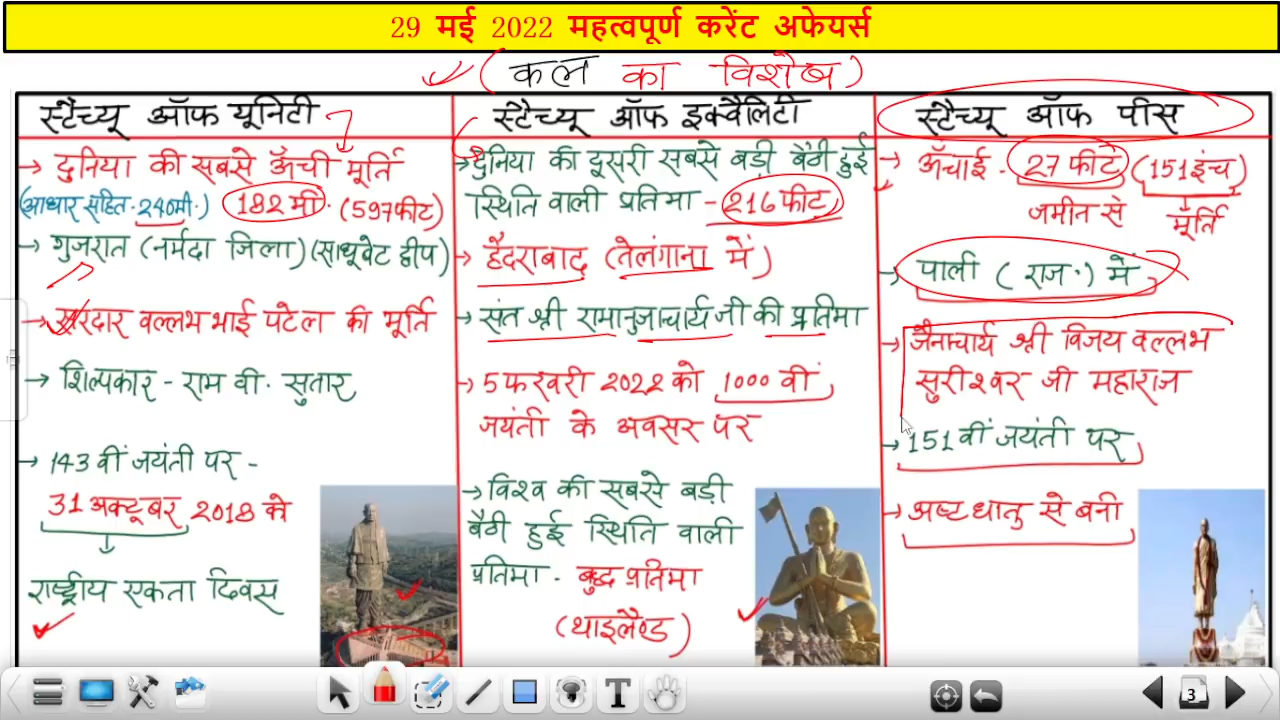 29 मई 2022 महत्वपूर्ण करेंट अफेयर्स
(कल का विशेष)
स्टैच्यू ऑफ यूनिटी
→ दुनिया की सबसे ऊँची मूर्ति
(आधार सहित- 240मी.) 182 मी. (597फीट)
→ गुजरात (नर्मदा जिला) (साधूबेट द्वीप)
→ सरदार वल्लभ भाई पटेल की मूर्ति
→ शिल्पकार - राम वी. सुतार
→ 143 वीं जयंती पर -
31 अक्टूबर 2018 को
राष्ट्रीय एकता दिवस
स्टैच्यू ऑफ इक्वैलिटी
→ दुनिया की दूसरी सबसे बड़ी बैठी हुई
स्थिति वाली प्रतिमा - 216 फीट
→ हैदराबाद (तेलंगाना में)
→ संत श्री रामानुजाचार्य जी की प्रतिमा
→ 5 फरवरी 2022 को 1000 वीं
जयंती के अवसर पर
→ विश्व की सबसे बड़ी
बैठी हुई स्थिति वाली
प्रतिमा - बुद्ध प्रतिमा
(थाइलैण्ड)
स्टैच्यू ऑफ पीस
→ ऊँचाई - 27 फीट (151 इंच)
जमीन से मूर्ति
→ पाली (राज.) में
→ जैनाचार्य श्री विजय वल्लभ
सुरीश्वर जी महाराज
→ 151 वीं जयंती पर
→ अष्ट धातु से बनी
T
3